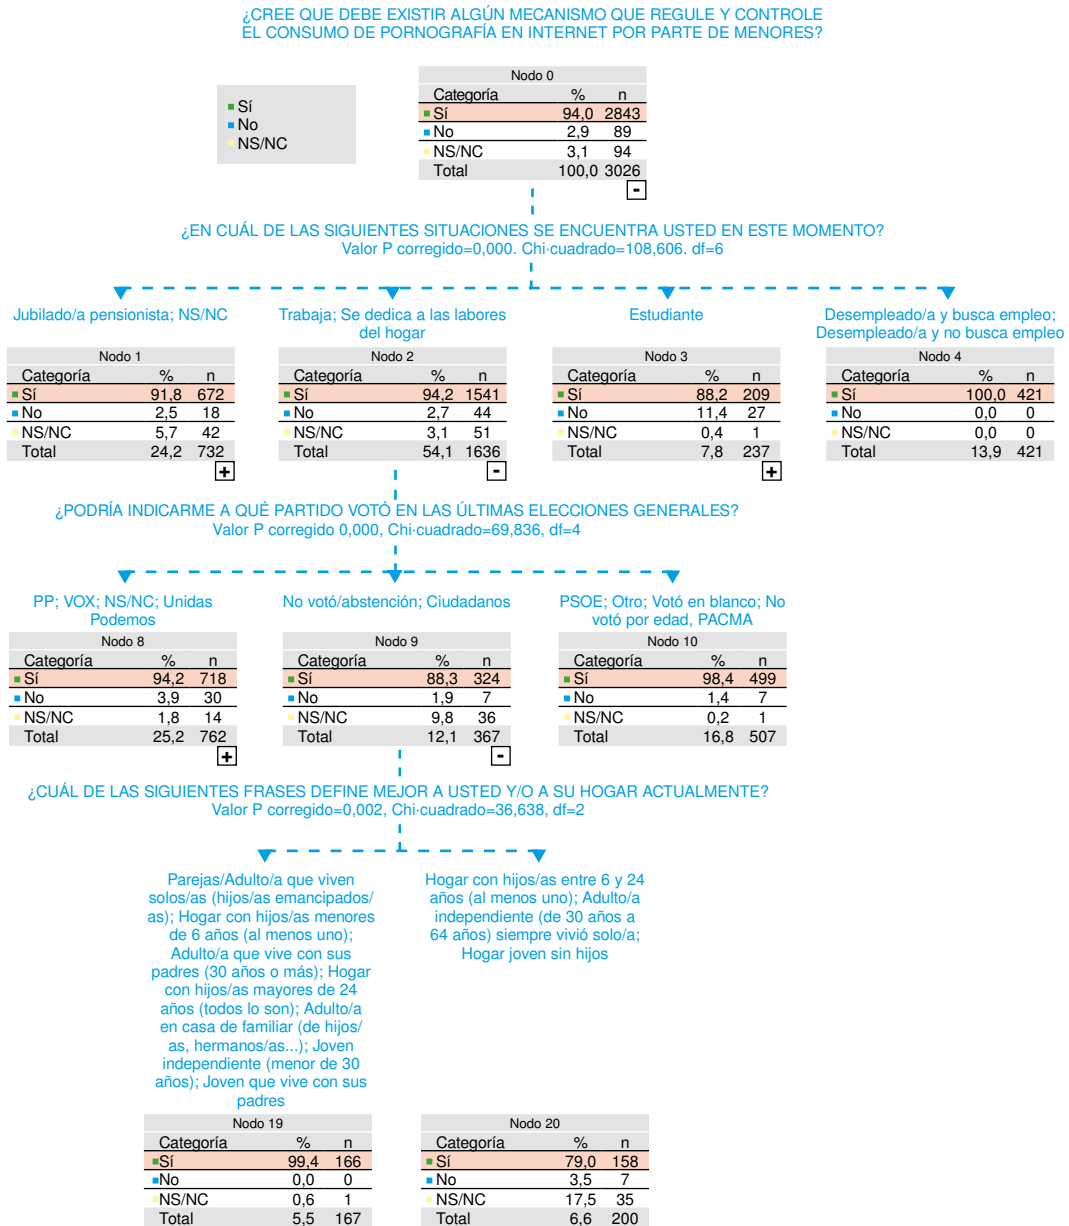 ¿CREE QUE DEBE EXISTIR ALGÚN MECANISMO QUE REGULE Y CONTROLE
EL CONSUMO DE PORNOGRAFÍA EN INTERNET POR PARTE DE MENORES?
Sí
No
NS/NC
Nodo 0
Categoría % n
Sí 94,0 2843
No 2,9 89
NS/NC 3,1 94
Total 100,0 3026
-
¿EN CUÁL DE LAS SIGUIENTES SITUACIONES SE ENCUENTRA USTED EN ESTE MOMENTO?
Valor P corregido=0,000. Chi·cuadrado=108,606. df=6
Jubilado/a pensionista; NS/NC
Nodo 1
Categoría % n
Sí 91,8 672
No 2,5 18
NS/NC 5,7 42
Total 24,2 732
+
Trabaja; Se dedica a las labores
del hogar
Nodo 2
Categoría % n
Sí 94,2 1541
No 2,7 44
NS/NC 3,1 51
Total 54,1 1636
-
Estudiante
Nodo 3
Categoría % n
Sí 88,2 209
No 11,4 27
NS/NC 0,4 1
Total 7,8 237
+
Desempleado/a y busca empleo;
Desempleado/a y no busca empleo
Nodo 4
Categoría % n
Sí 100,0 421
No 0,0 0
NS/NC 0,0 0
Total 13,9 421
¿PODRÍA INDICARME A QUÉ PARTIDO VOTÓ EN LAS ÚLTIMAS ELECCIONES GENERALES?
Valor P corregido 0,000, Chi·cuadrado=69,836, df=4
PP; VOX; NS/NC; Unidas
Podemos
Nodo 8
Categoría % n
Sí 94,2 718
No 3,9 30
NS/NC 1,8 14
Total 25,2 762
+
No votó/abstención; Ciudadanos
Nodo 9
Categoría % n
Sí 88,3 324
No 1,9 7
NS/NC 9,8 36
Total 12,1 367
-
PSOE; Otro; Votó en blanco; No
votó por edad, PACMA
Nodo 10
Categoría % n
Sí 98,4 499
No 1,4 7
NS/NC 0,2 1
Total 16,8 507
¿CUÁL DE LAS SIGUIENTES FRASES DEFINE MEJOR A USTED Y/O A SU HOGAR ACTUALMENTE?
Valor P corregido=0,002, Chi·cuadrado=36,638, df=2
Parejas/Adulto/a que viven
solos/as (hijos/as emancipados/
as); Hogar con hijos/as menores
de 6 años (al menos uno);
Adulto/a que vive con sus
padres (30 años o más); Hogar
con hijos/as mayores de 24
años (todos lo son); Adulto/a
en casa de familiar (de hijos/
as, hermanos/as...); Joven
independiente (menor de 30
años); Joven que vive con sus
padres
Nodo 19
Categoría % n
Sí 99,4 166
No 0,0 0
NS/NC 0,6 1
Total 5,5 167
Hogar con hijos/as entre 6 y 24
años (al menos uno); Adulto/a
independiente (de 30 años a
64 años) siempre vivió solo/a;
Hogar joven sin hijos
Nodo 20
Categoría % n
Sí 79,0 158
No 3,5 7
NS/NC 17,5 35
Total 6,6 200